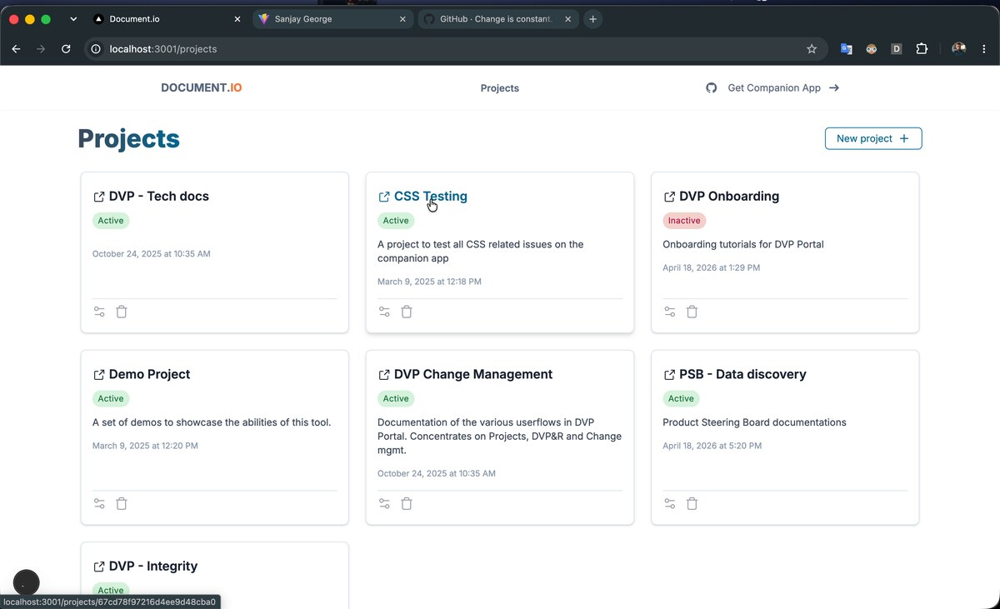 Document.io
Sanjay George
GitHub · Change is constant.
localhost:3001/projects
D
DOCUMENT.IO
Projects
Get Companion App
Projects
New project
DVP - Tech docs
Active
October 24, 2025 at 10:35 AM
CSS Testing
Active
A project to test all CSS related issues on the
companion app
March 9, 2025 at 12:18 PM
DVP Onboarding
Inactive
Onboarding tutorials for DVP Portal
April 18, 2026 at 1:29 PM
Demo Project
Active
A set of demos to showcase the abilities of this tool.
March 9, 2025 at 12:20 PM
DVP Change Management
Active
Documentation of the various userflows in DVP
Portal. Concentrates on Projects, DVP&R and Change
mgmt.
October 24, 2025 at 10:35 AM
PSB - Data discovery
Active
Product Steering Board documentations
April 18, 2026 at 5:20 PM
DVP - Integrity
Active
localhost:3001/projects/67cd78f97216d4ee9d48cba0